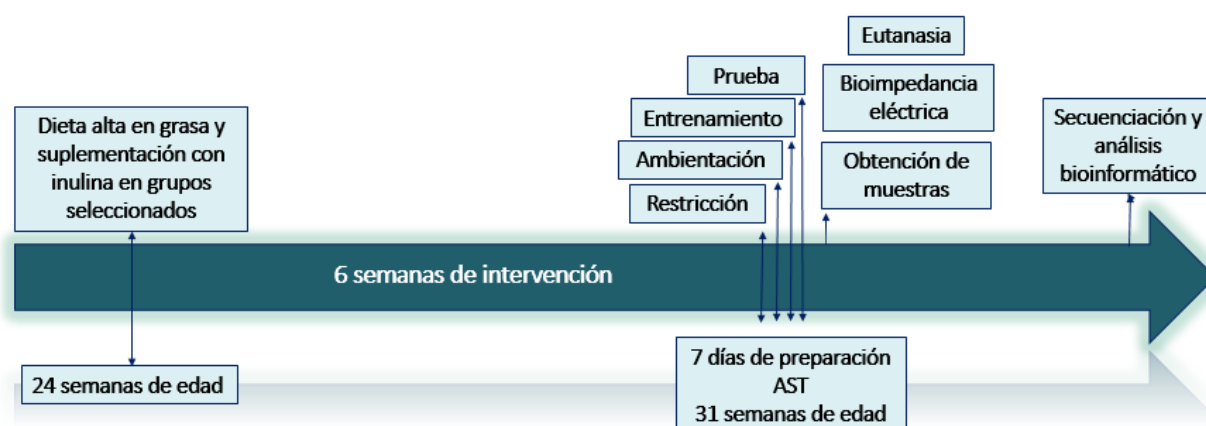 Dieta alta en grasa y
suplementación con
inulina en grupos
seleccionados
Prueba
Entrenamiento
Ambientación
Restricción
Eutanasia
Bioimpedancia
eléctrica
Obtención de
muestras
Secuenciación y
análisis
bioinformático
6 semanas de intervención
24 semanas de edad
7 días de preparación
AST
31 semanas de edad